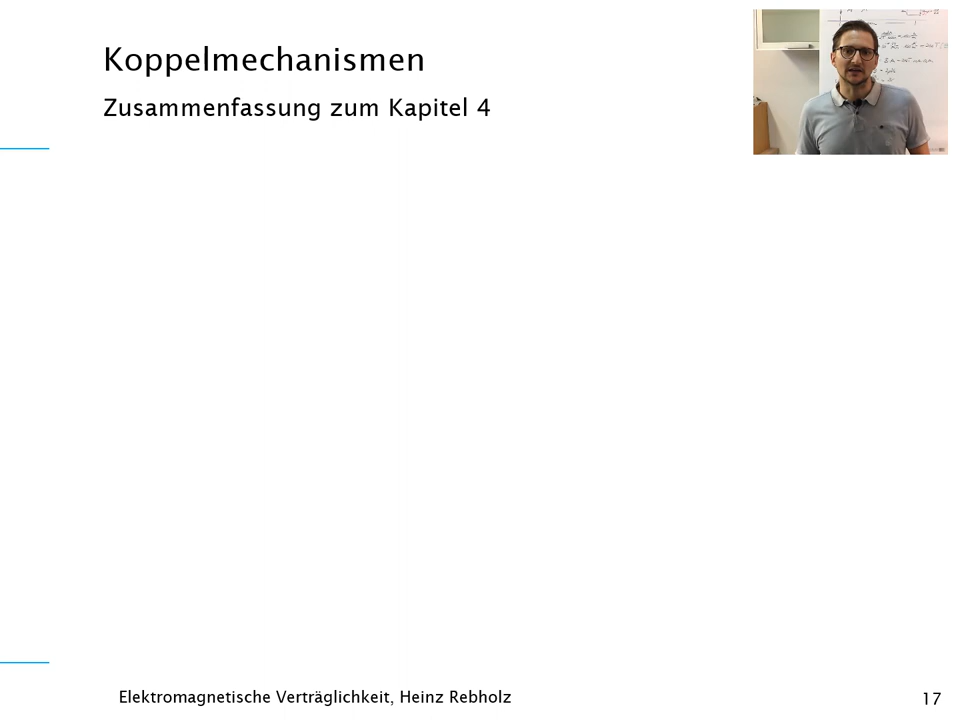 Koppelmechanismen
Zusammenfassung zum Kapitel 4
Elektromagnetische Verträglichkeit, Heinz Rebholz
17